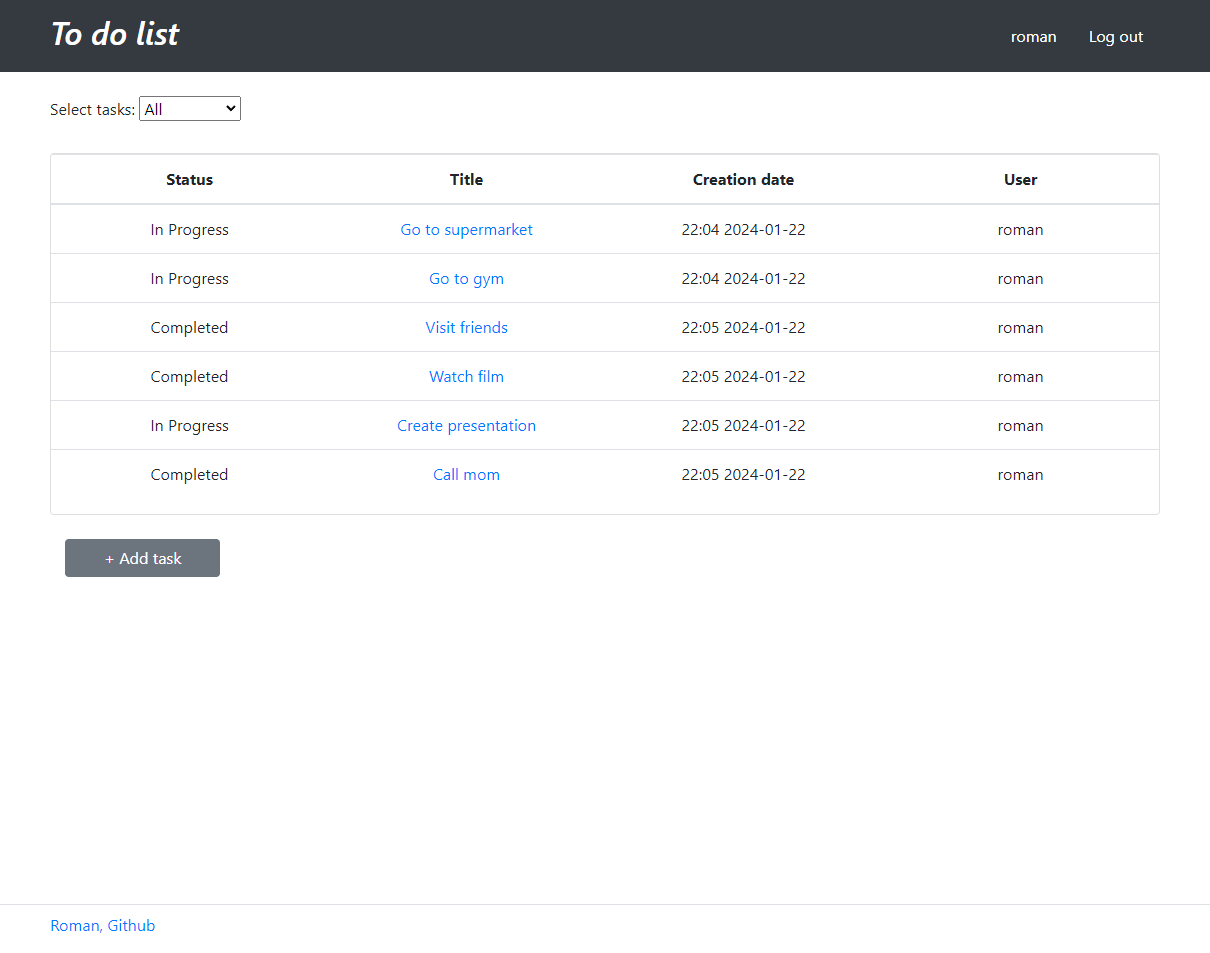 To do list roman Log out
Select tasks: All
Status Title Creation date User
In Progress Go to supermarket 22:04 2024-01-22 roman
In Progress Go to gym 22:04 2024-01-22 roman
Completed Visit friends 22:05 2024-01-22 roman
Completed Watch film 22:05 2024-01-22 roman
In Progress Create presentation 22:05 2024-01-22 roman
Completed Call mom 22:05 2024-01-22 roman
+ Add task
Roman, Github